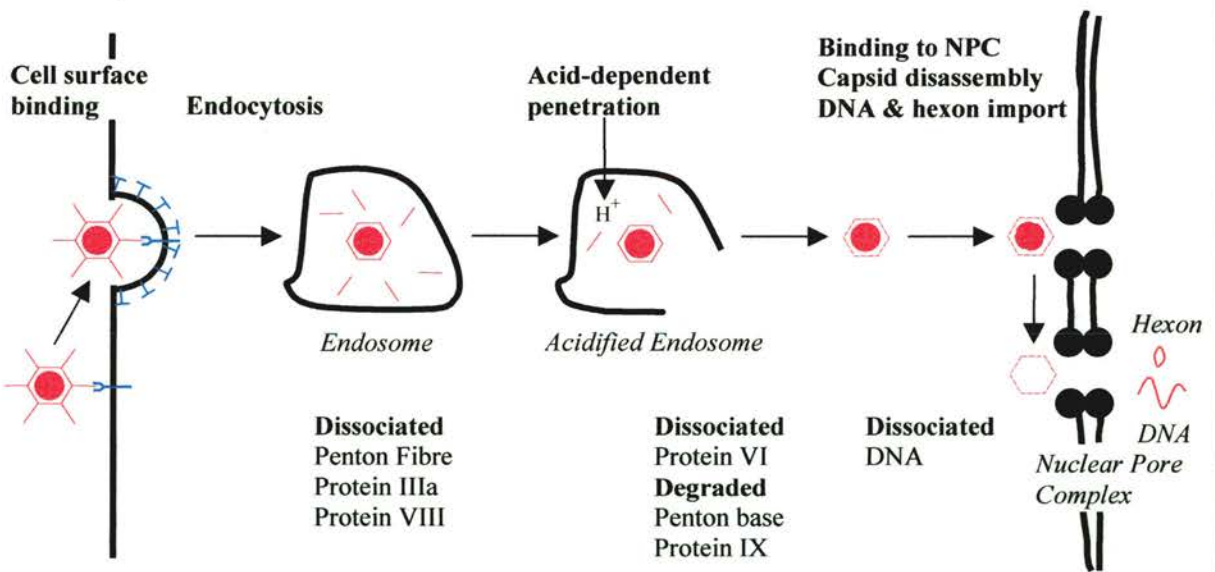 Cell surface
binding
Endocytosis
Acid-dependent
penetration
Binding to NPC
Capsid disassembly
DNA & hexon import
H+
Endosome
Acidified Endosome
Hexon
DNA
Nuclear Pore
Complex
Dissociated
Penton Fibre
Protein IIIa
Protein VIII
Dissociated
Protein VI
Degraded
Penton base
Protein IX
Dissociated
DNA